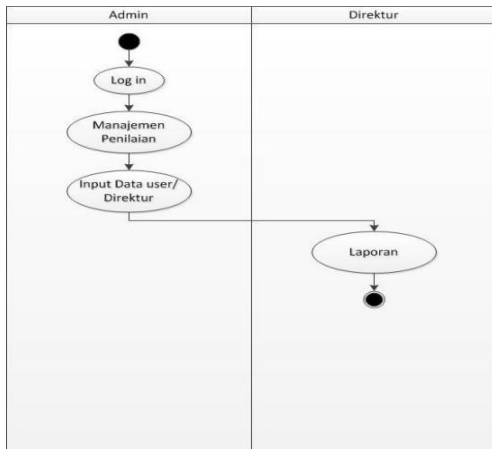 Admin
Direktur
Log in
Manajemen
Penilaian
Input Data user/
Direktur
Laporan